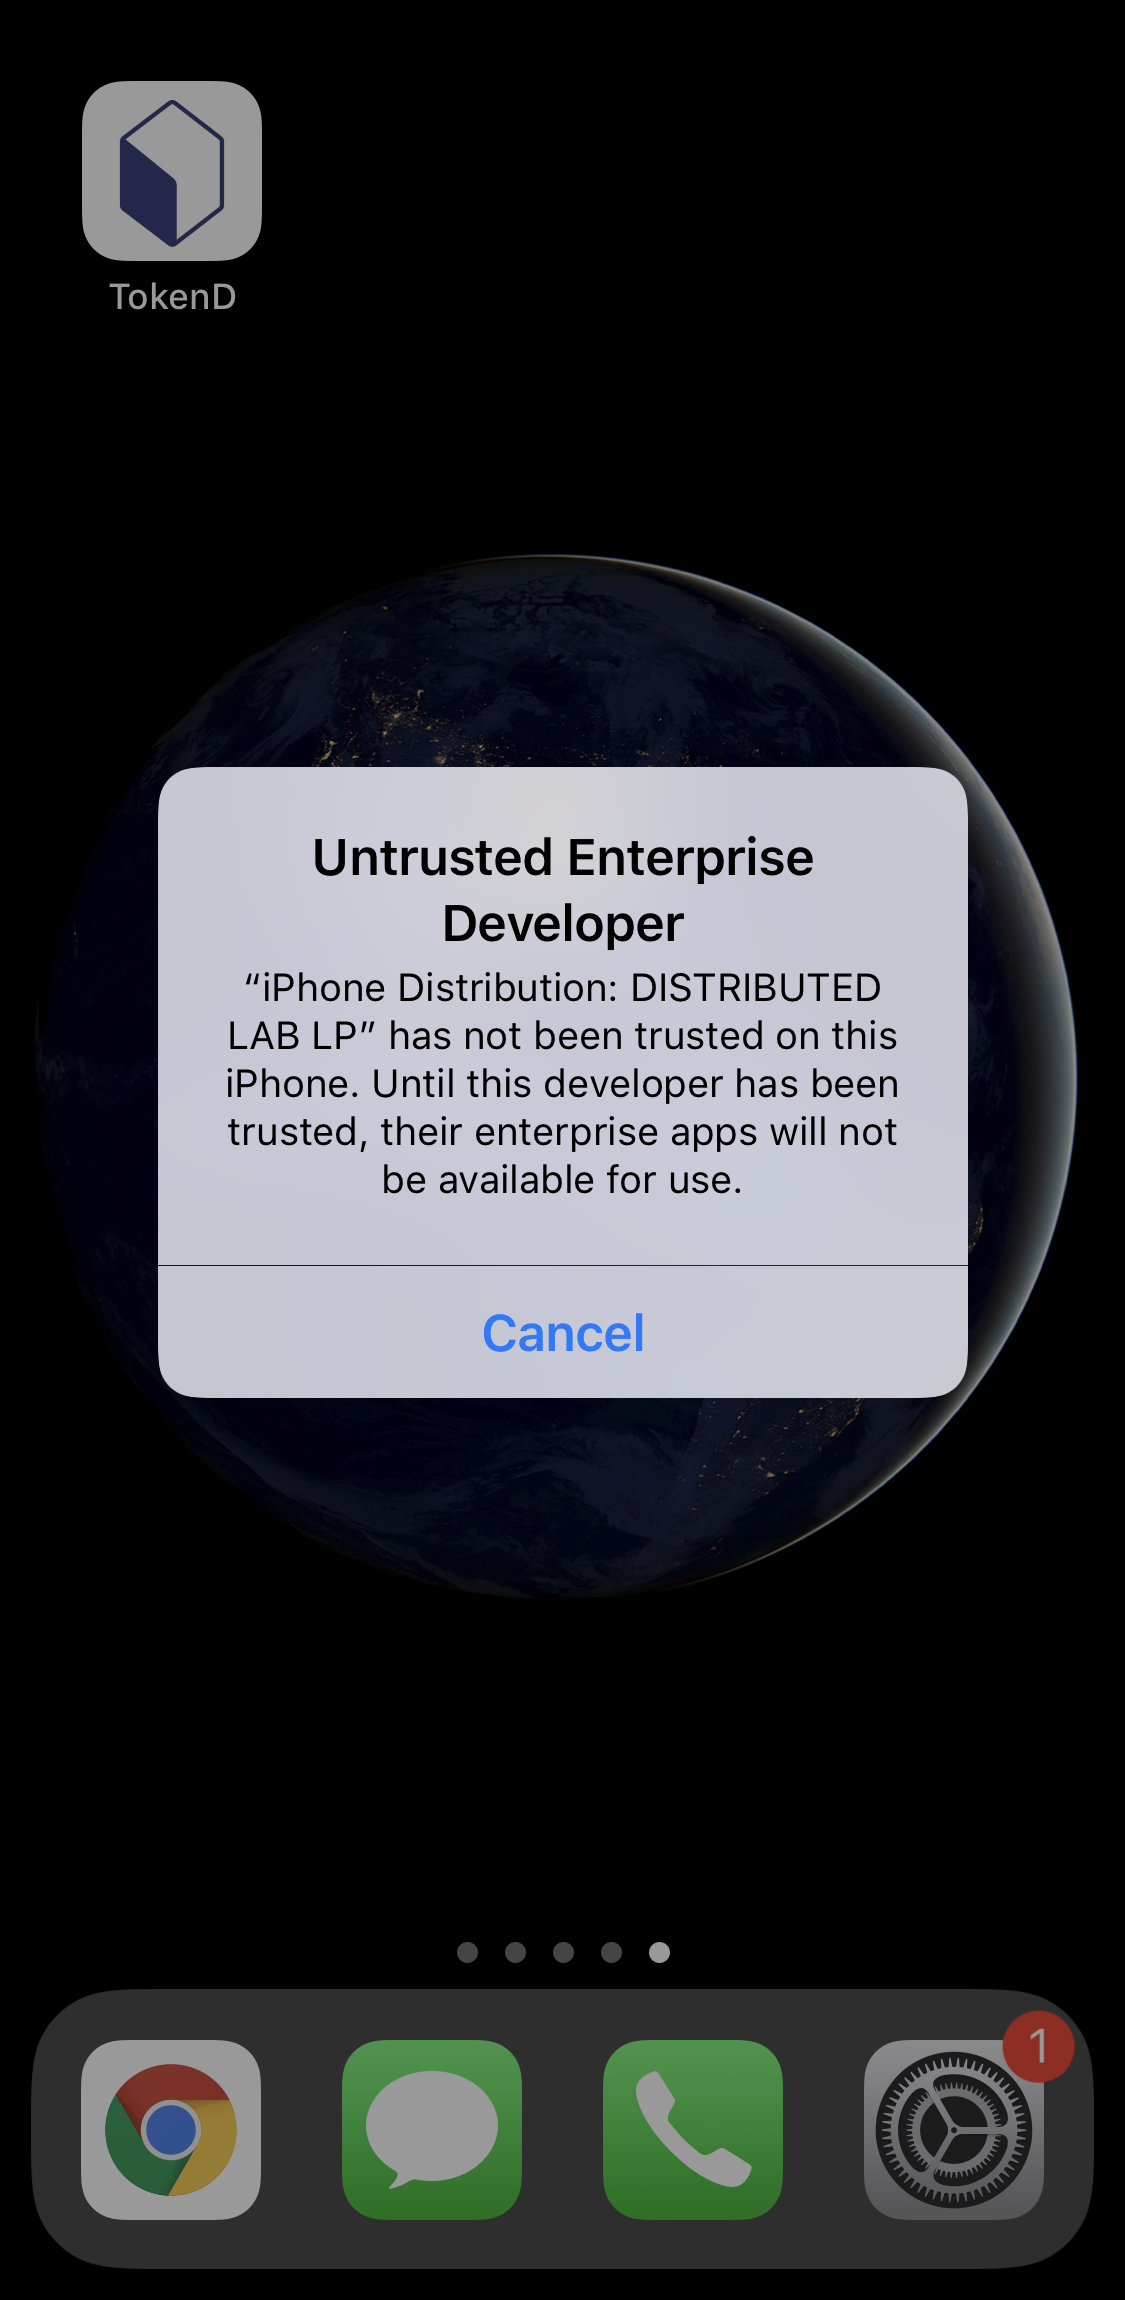 TokenD
Untrusted Enterprise
Developer
“iPhone Distribution: DISTRIBUTED
LAB LP” has not been trusted on this
iPhone. Until this developer has been
trusted, their enterprise apps will not
be available for use.
Cancel
1